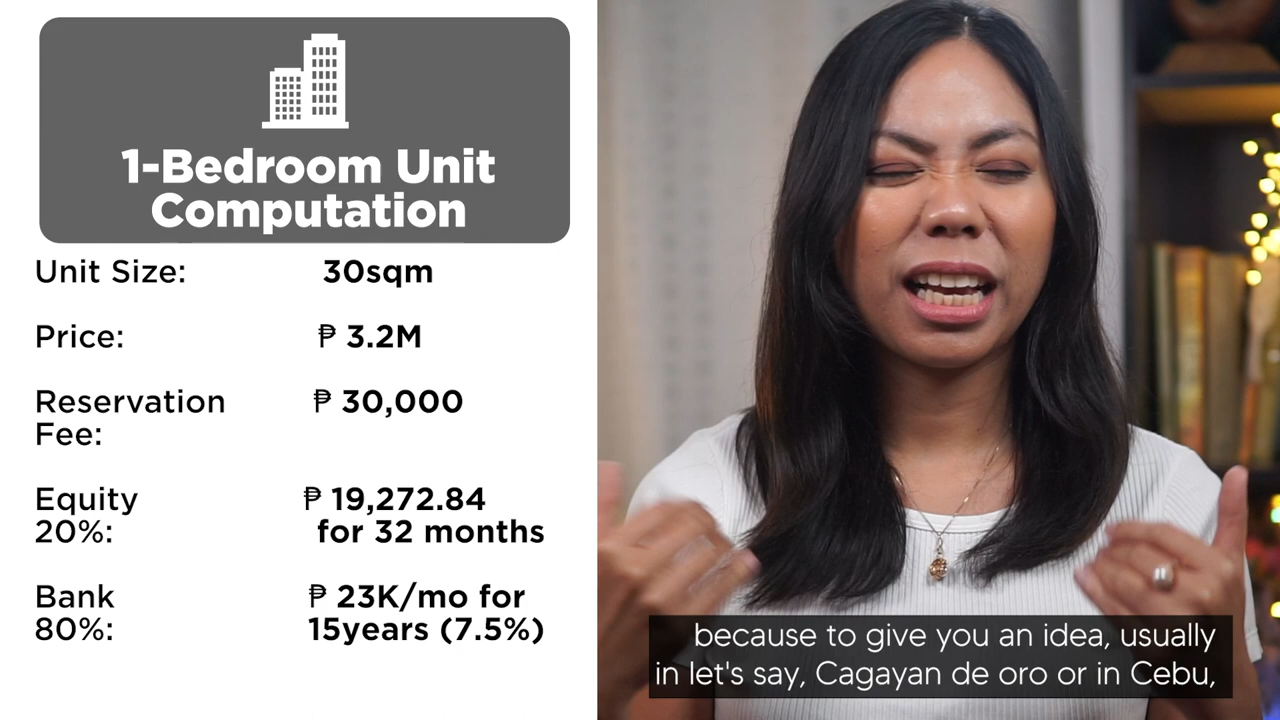 1-Bedroom Unit
Computation
Unit Size: 30sqm
Price: ₱ 3.2M
Reservation ₱ 30,000
Fee:
Equity ₱ 19,272.84
20%: for 32 months
Bank ₱ 23K/mo for
80%: 15years (7.5%)
because to give you an idea, usually
in let's say, Cagayan de oro or in Cebu,